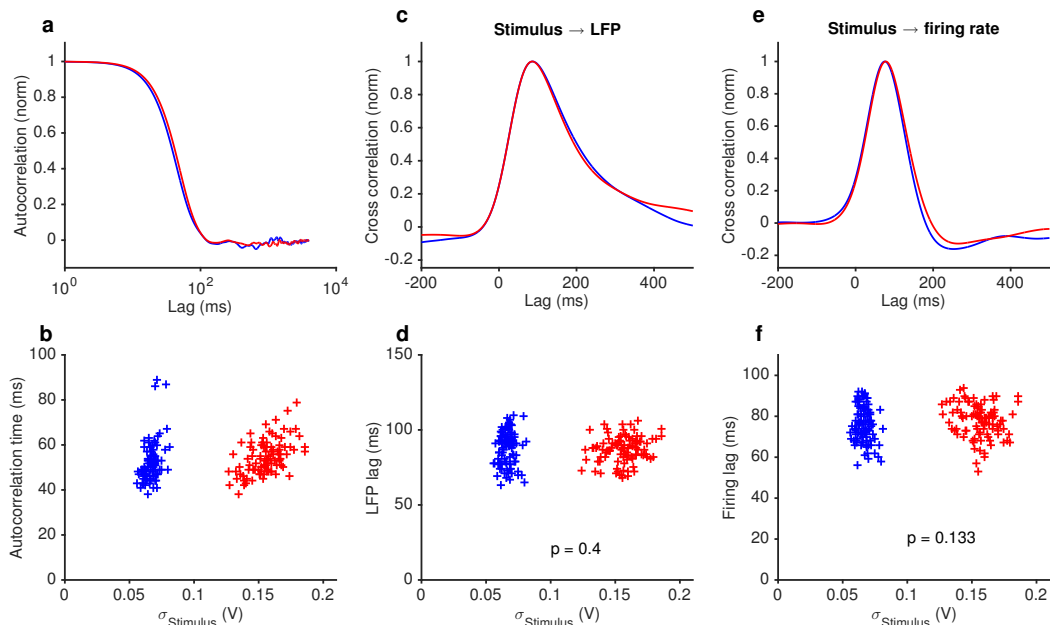 a
Autocorrelation (norm)
1
0.8
0.6
0.4
0.2
0
10^0
10^2
10^4
Lag (ms)
c
Stimulus → LFP
Cross correlation (norm)
1
0.8
0.6
0.4
0.2
0
-0.2
-200
0
200
400
Lag (ms)
e
Stimulus → firing rate
Cross correlation (norm)
1
0.8
0.6
0.4
0.2
0
-0.2
-200
0
200
400
Lag (ms)
b
Autocorrelation time (ms)
100
80
60
40
20
0
0
0.05
0.1
0.15
0.2
σ_Stimulus (V)
d
LFP lag (ms)
150
100
50
0
p = 0.4
0
0.05
0.1
0.15
0.2
σ_Stimulus (V)
f
Firing lag (ms)
100
80
60
40
20
0
p = 0.133
0
0.05
0.1
0.15
0.2
σ_Stimulus (V)